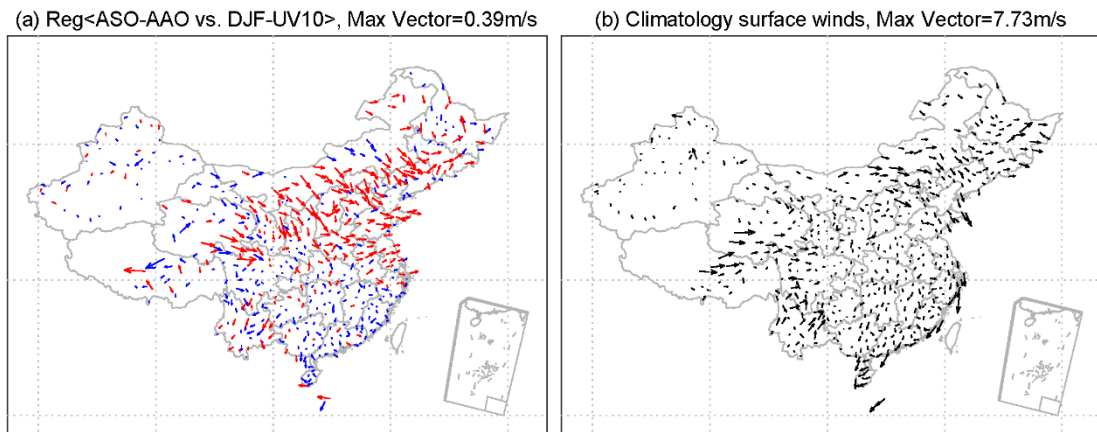 (a) Reg<ASO-AAO vs. DJF-UV10>, Max Vector=0.39m/s
(b) Climatology surface winds, Max Vector=7.73m/s